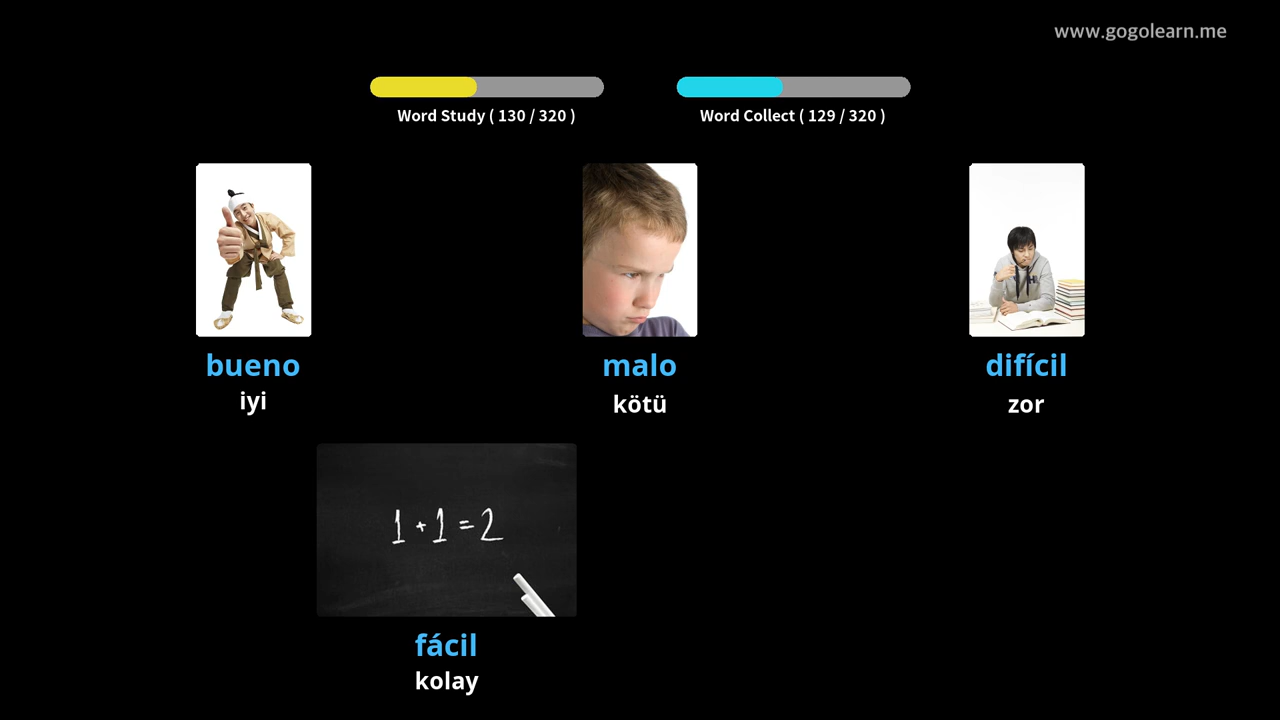 www.gogolearn.me
Word Study ( 130 / 320 )
Word Collect ( 129 / 320 )
bueno
iyi
malo
kötü
difícil
zor
1 + 1 = 2
fácil
kolay